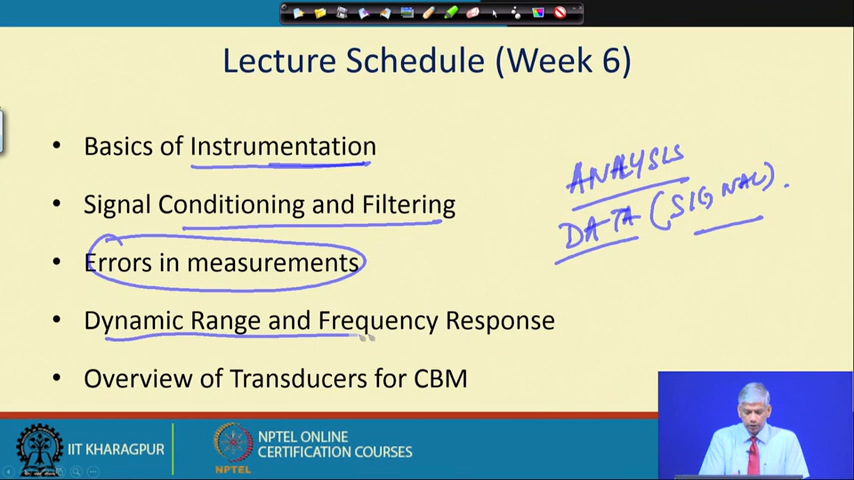 Lecture Schedule (Week 6)
• Basics of Instrumentation
• Signal Conditioning and Filtering
• Errors in measurements
• Dynamic Range and Frequency Response
• Overview of Transducers for CBM
ANALYSIS
DATA (SIGNAL).
IIT KHARAGPUR
NPTEL
NPTEL ONLINE
CERTIFICATION COURSES